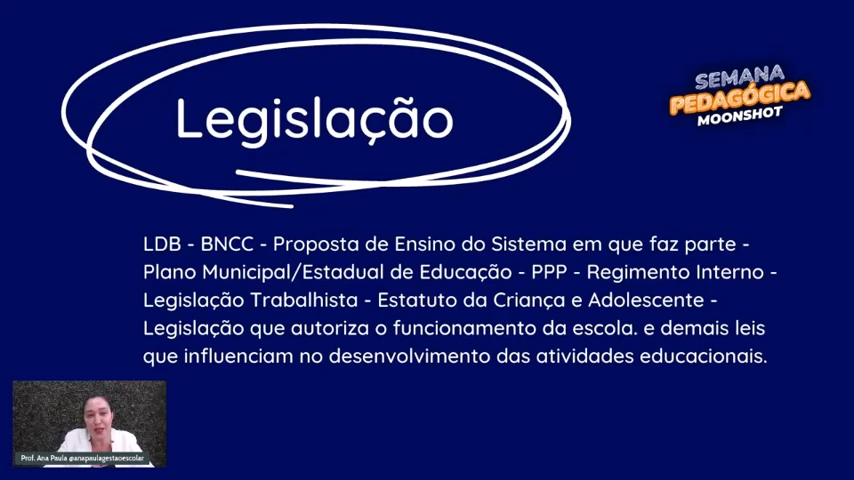 Legislação
SEMANA
PEDAGÓGICA
MOONSHOT
LDB - BNCC - Proposta de Ensino do Sistema em que faz parte -
Plano Municipal/Estadual de Educação - PPP - Regimento Interno -
Legislação Trabalhista - Estatuto da Criança e Adolescente -
Legislação que autoriza o funcionamento da escola. e demais leis
que influenciam no desenvolvimento das atividades educacionais.
Prof. Ana Paula @anapaulagestaoescolar